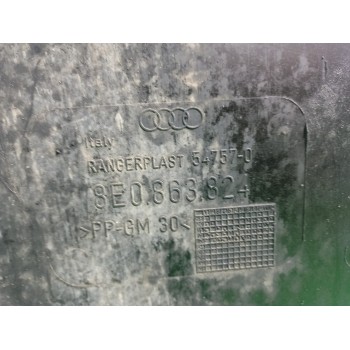 Italy
RANGERPLAST 54757-0
8E0.863.824
>PP-GM 30<